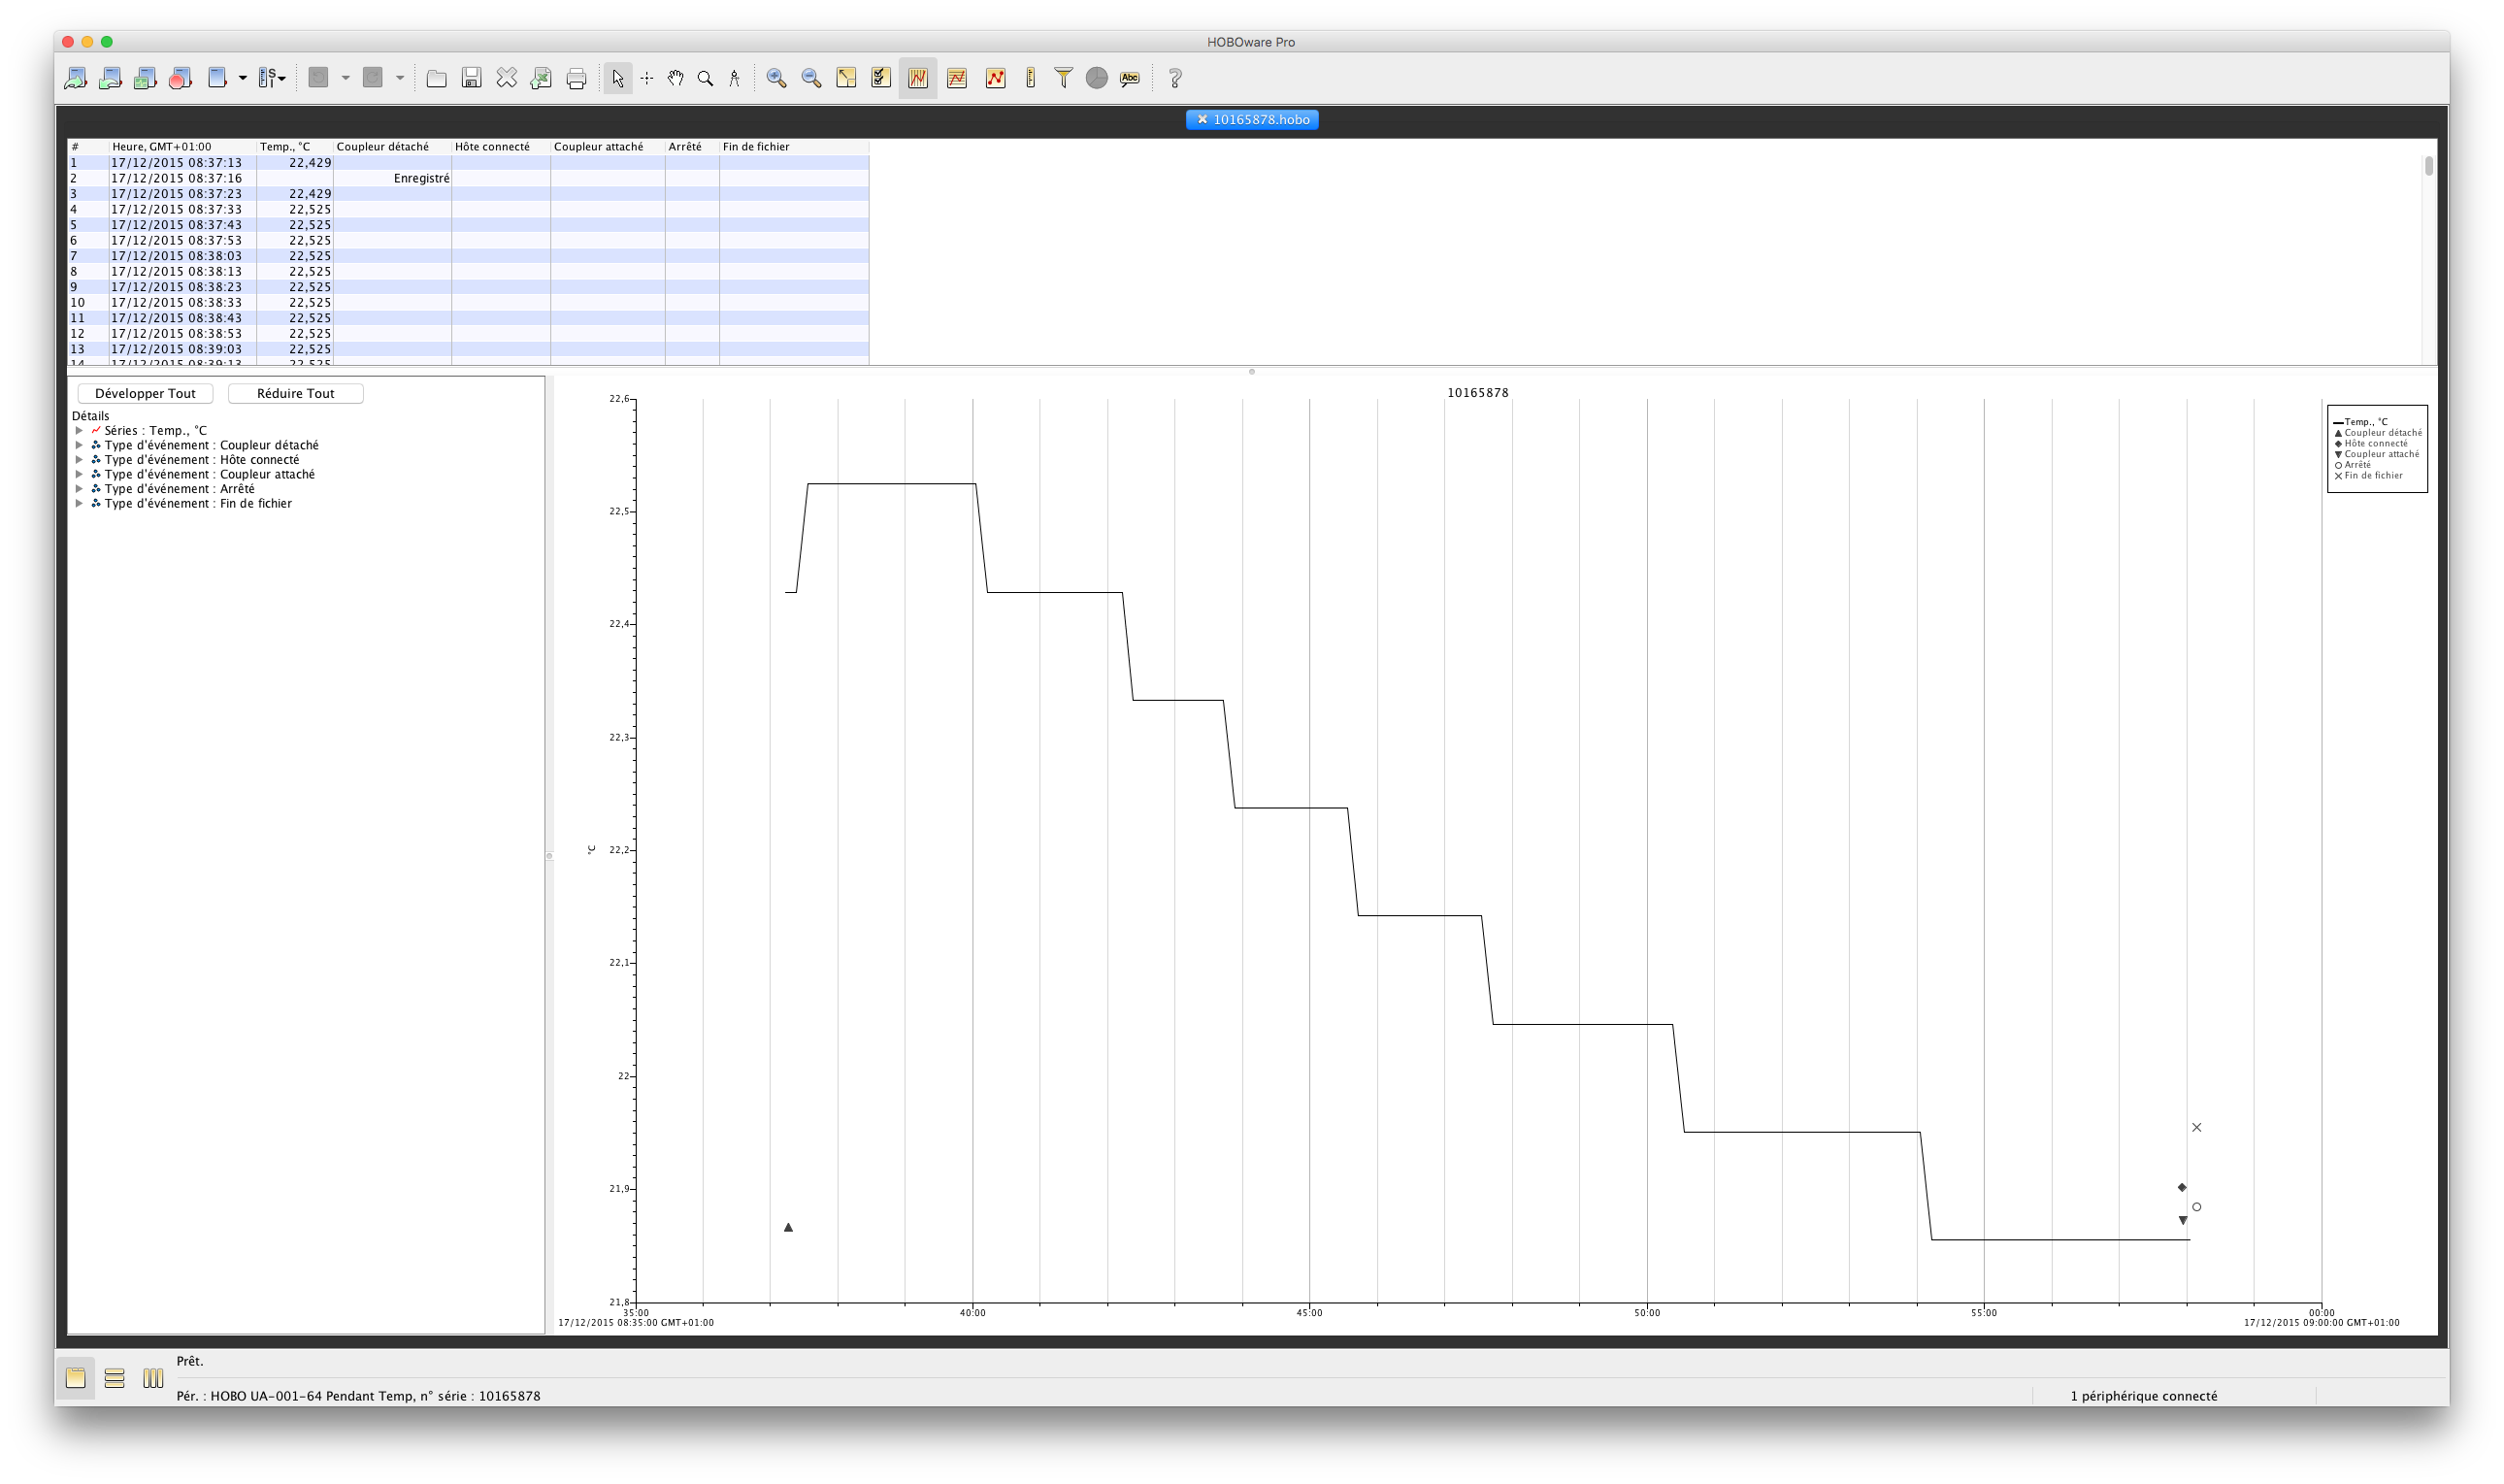 HOBOware Pro
Abc
10165878.hobo
# Heure, GMT+01:00 Temp., °C Coupleur détaché Hôte connecté Coupleur attaché Arrêté Fin de fichier
1 17/12/2015 08:37:13 22,429
2 17/12/2015 08:37:16 Enregistré
3 17/12/2015 08:37:23 22,429
4 17/12/2015 08:37:33 22,525
5 17/12/2015 08:37:43 22,525
6 17/12/2015 08:37:53 22,525
7 17/12/2015 08:38:03 22,525
8 17/12/2015 08:38:13 22,525
9 17/12/2015 08:38:23 22,525
10 17/12/2015 08:38:33 22,525
11 17/12/2015 08:38:43 22,525
12 17/12/2015 08:38:53 22,525
13 17/12/2015 08:39:03 22,525
14 17/12/2015 08:39:13 22,525
Développer Tout Réduire Tout
Détails
Séries : Temp., °C
Type d'événement : Coupleur détaché
Type d'événement : Hôte connecté
Type d'événement : Coupleur attaché
Type d'événement : Arrêté
Type d'événement : Fin de fichier
10165878
22,6
22,5
22,4
22,3
22,2
22,1
22
21,9
21,8
°C
Temp., °C
Coupleur détaché
Hôte connecté
Coupleur attaché
Arrêté
Fin de fichier
35:00 40:00 45:00 50:00 55:00 00:00
17/12/2015 08:35:00 GMT+01:00 17/12/2015 09:00:00 GMT+01:00
Prêt.
Pér. : HOBO UA-001-64 Pendant Temp, n° série : 10165878 1 périphérique connecté